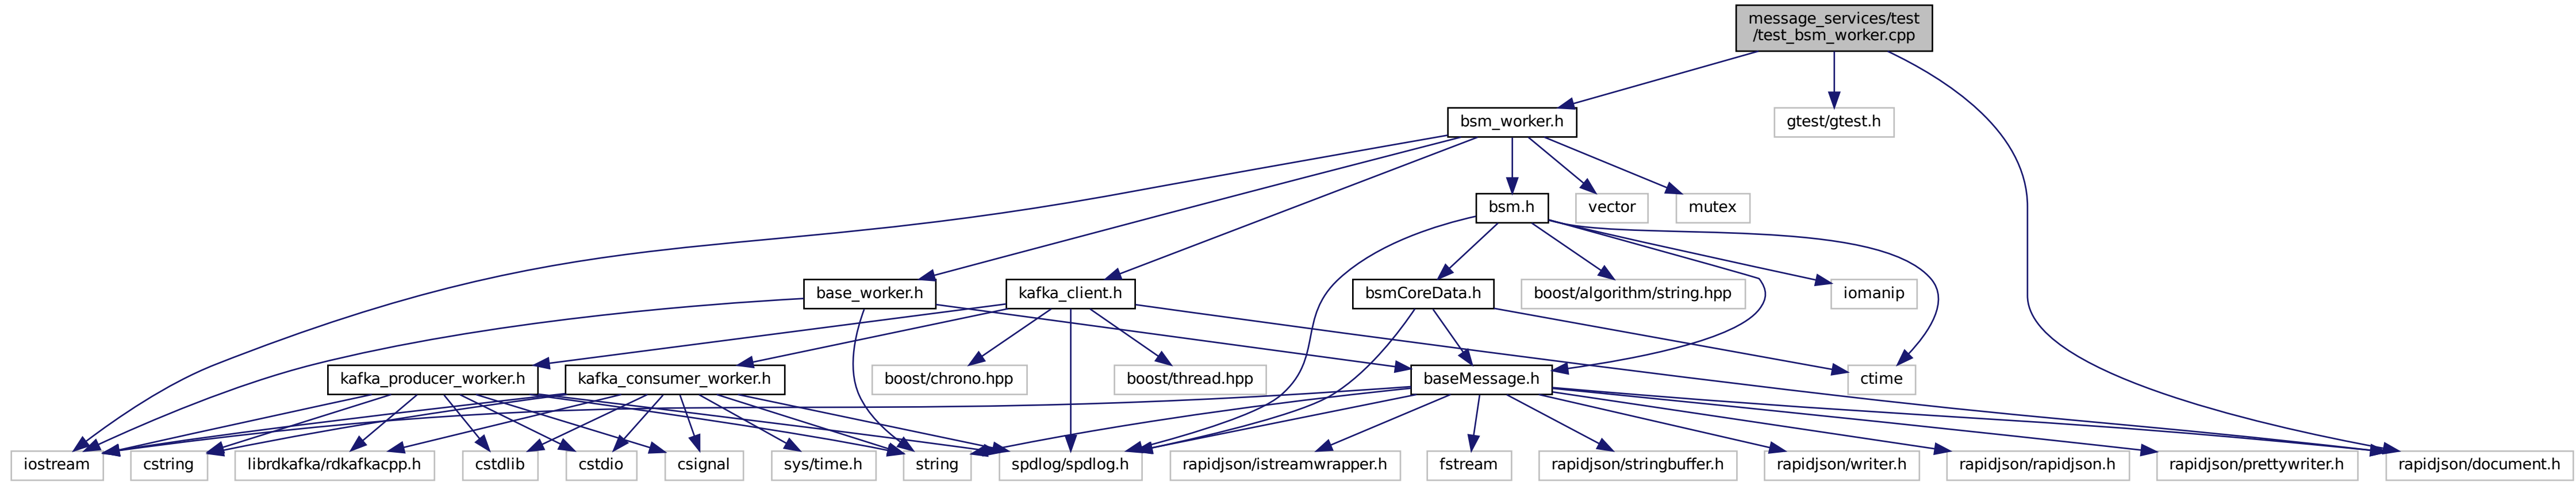 message_services/test
/test_bsm_worker.cpp
bsm_worker.h
gtest/gtest.h
bsm.h
vector
mutex
base_worker.h
kafka_client.h
bsmCoreData.h
boost/algorithm/string.hpp
iomanip
kafka_producer_worker.h
kafka_consumer_worker.h
boost/chrono.hpp
boost/thread.hpp
baseMessage.h
ctime
iostream
cstring
librdkafka/rdkafkacpp.h
cstdlib
cstdio
csignal
sys/time.h
string
spdlog/spdlog.h
rapidjson/istreamwrapper.h
fstream
rapidjson/stringbuffer.h
rapidjson/writer.h
rapidjson/rapidjson.h
rapidjson/prettywriter.h
rapidjson/document.h